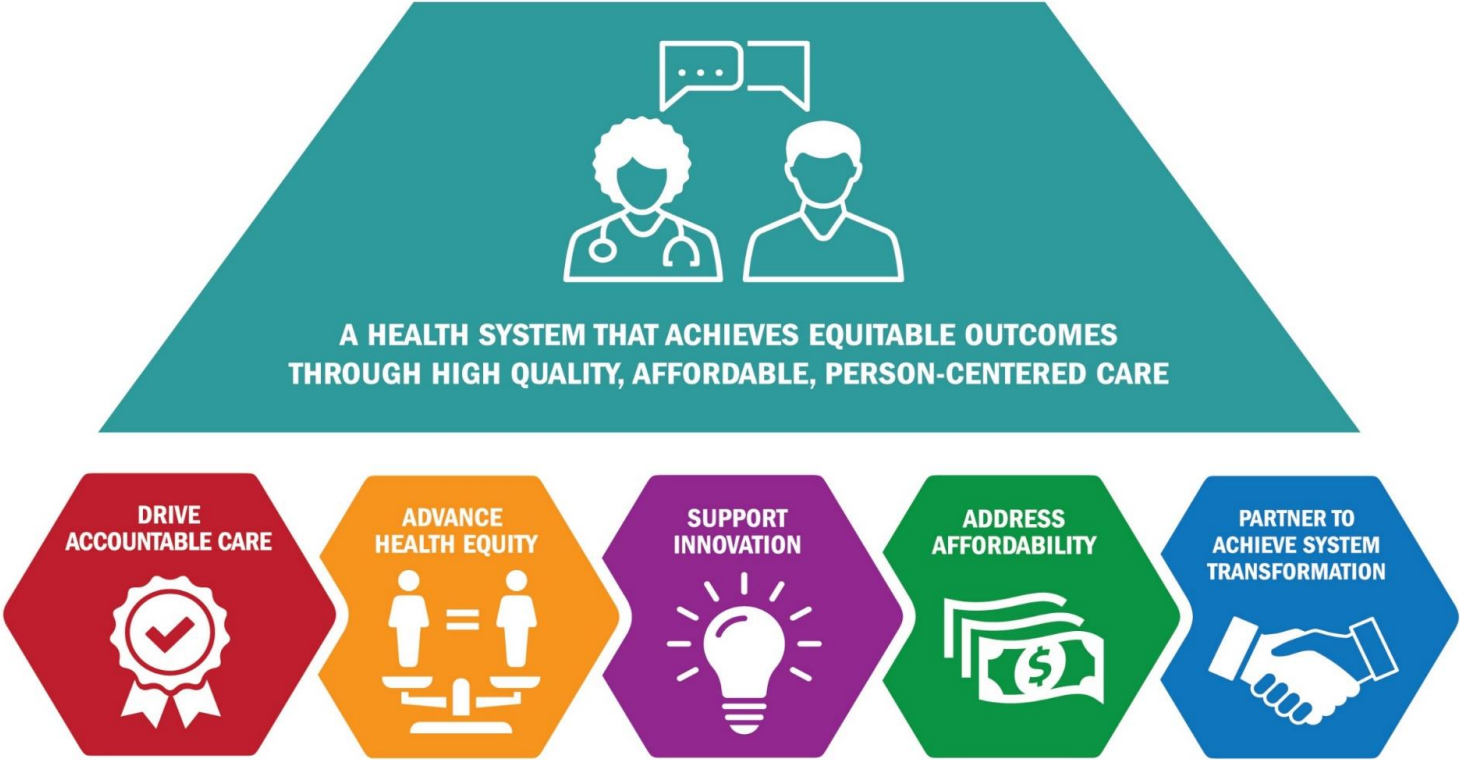 A HEALTH SYSTEM THAT ACHIEVES EQUITABLE OUTCOMES
THROUGH HIGH QUALITY, AFFORDABLE, PERSON-CENTERED CARE
DRIVE
ACCOUNTABLE CARE
ADVANCE
HEALTH EQUITY
=
SUPPORT
INNOVATION
ADDRESS
AFFORDABILITY
$
PARTNER TO
ACHIEVE SYSTEM
TRANSFORMATION